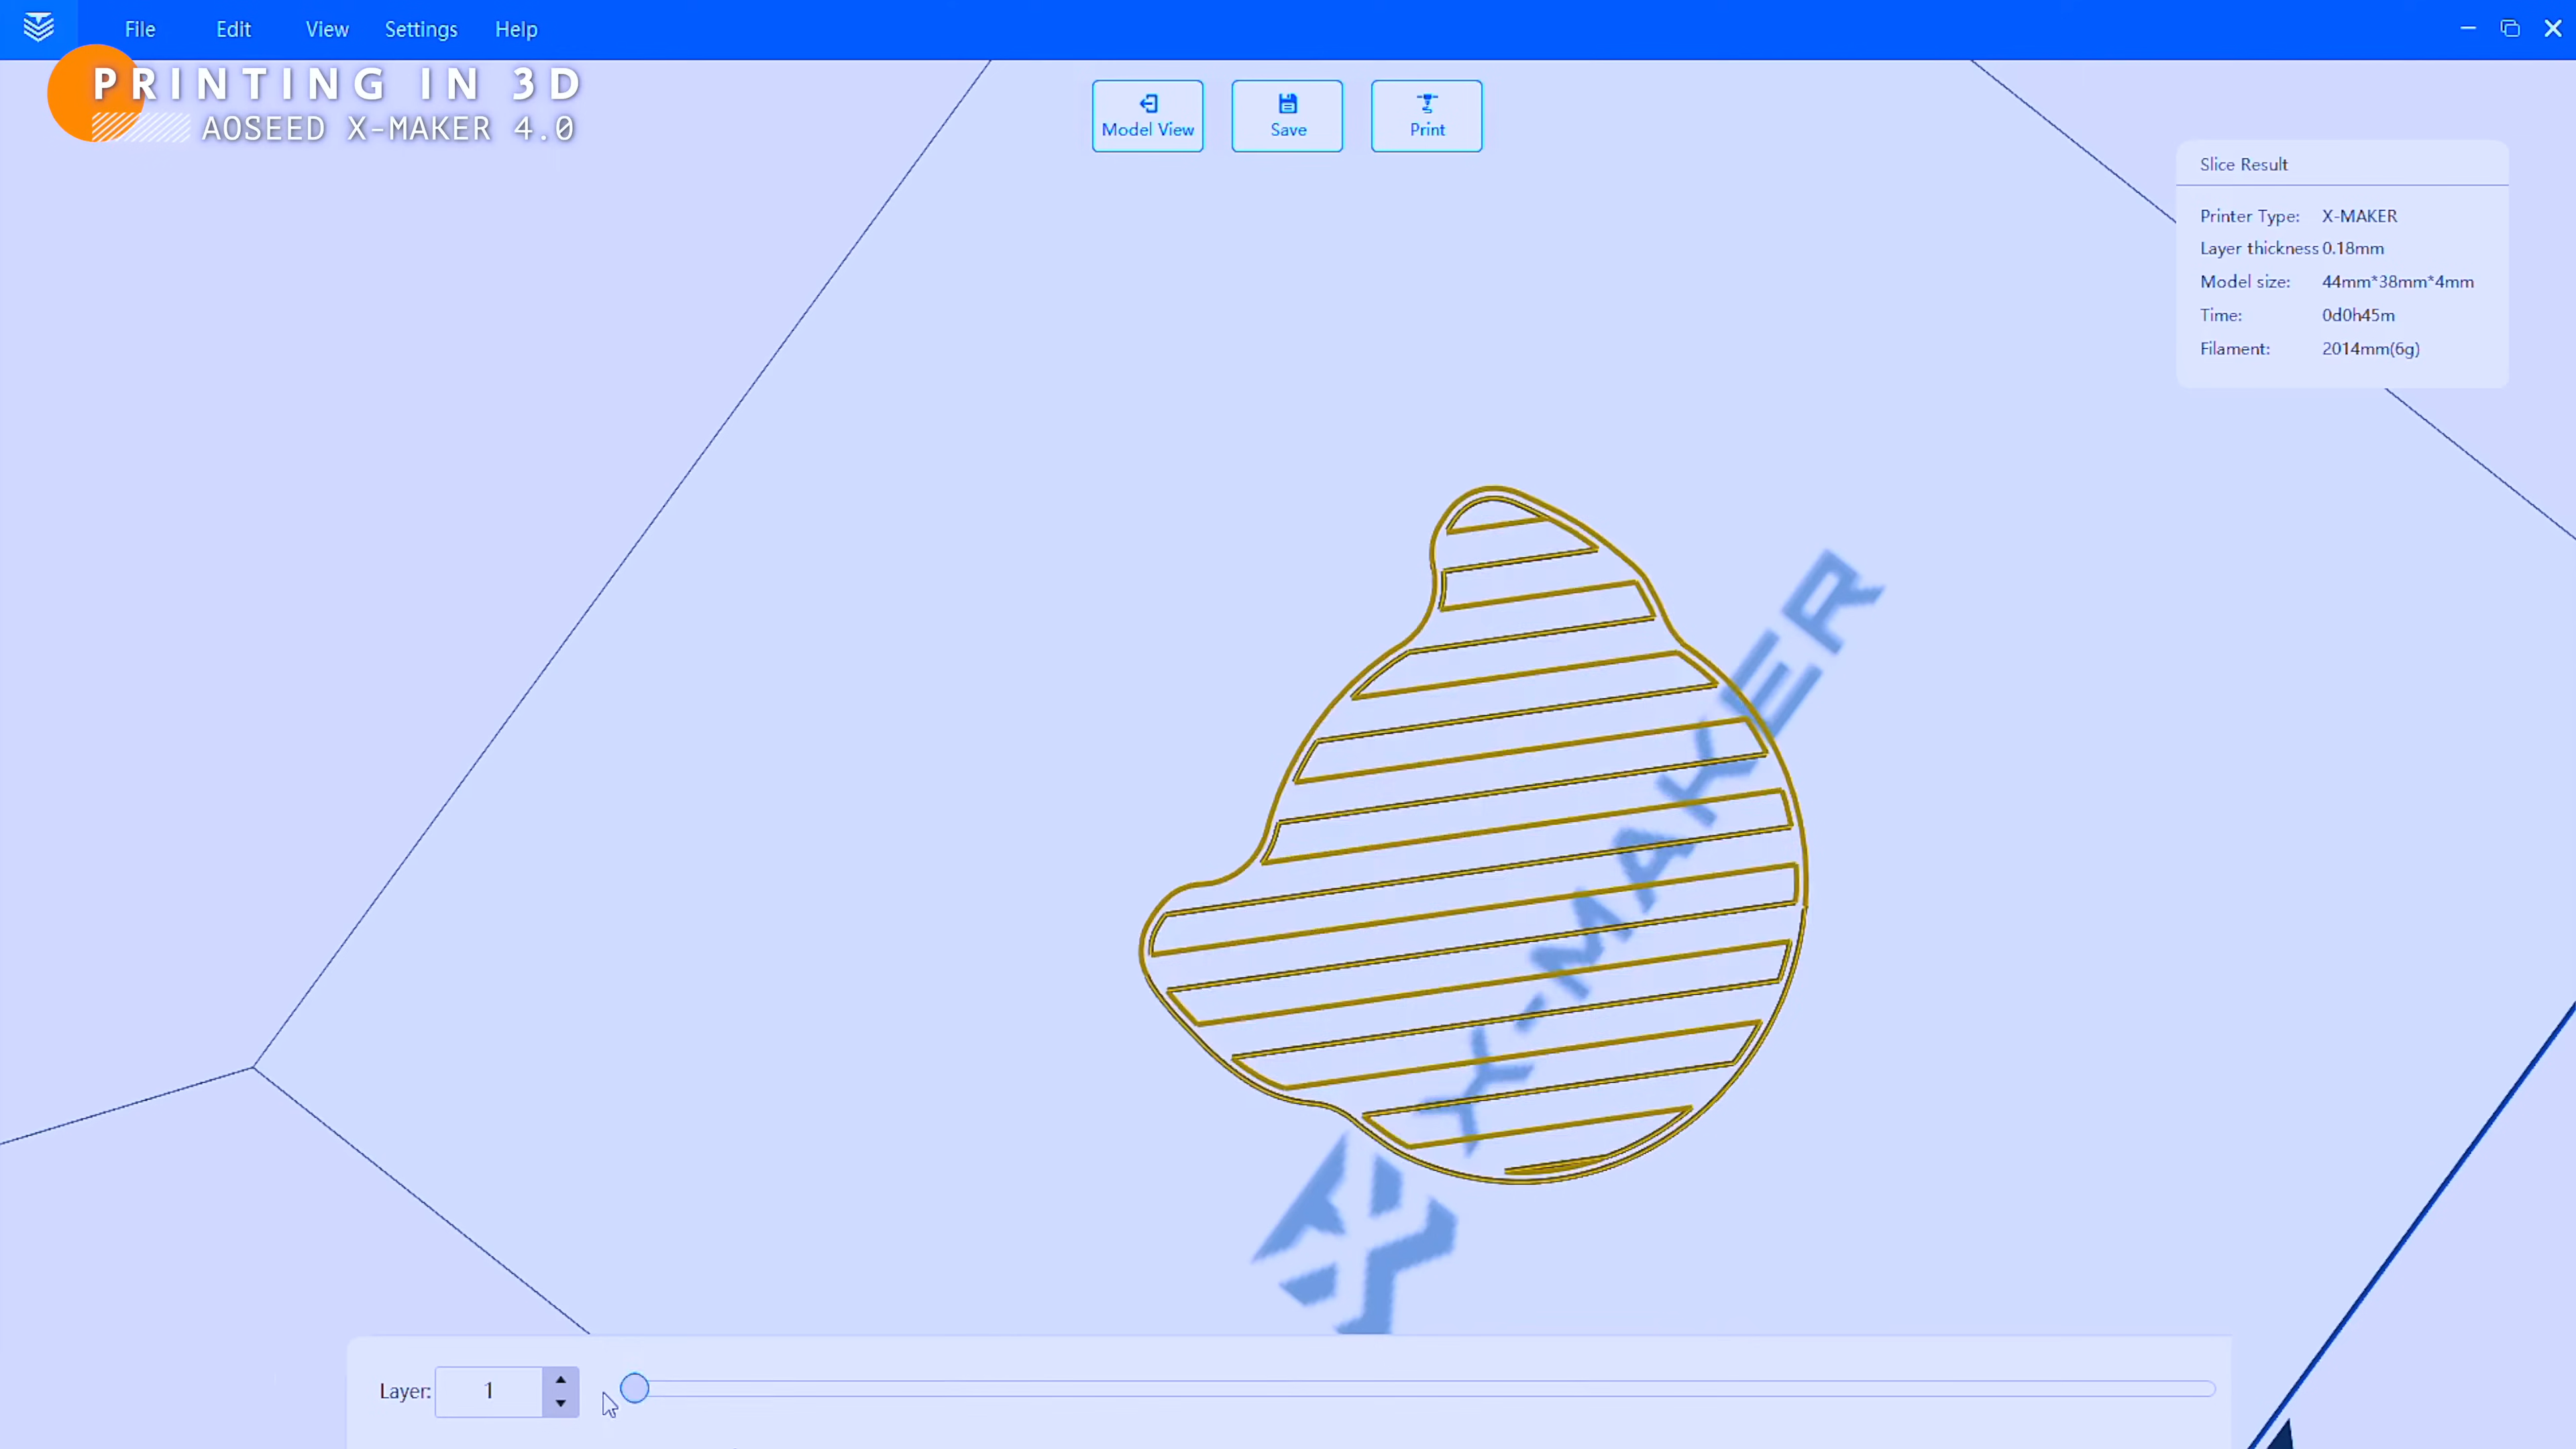 File Edit View Settings Help
PRINTING IN 3D
AOSEED X-MAKER 4.0
Model View Save Print
Slice Result
Printer Type: X-MAKER
Layer thickness 0.18mm
Model size: 44mm*38mm*4mm
Time: 0d0h45m
Filament: 2014mm(6g)
X-MAKER
Layer: 1